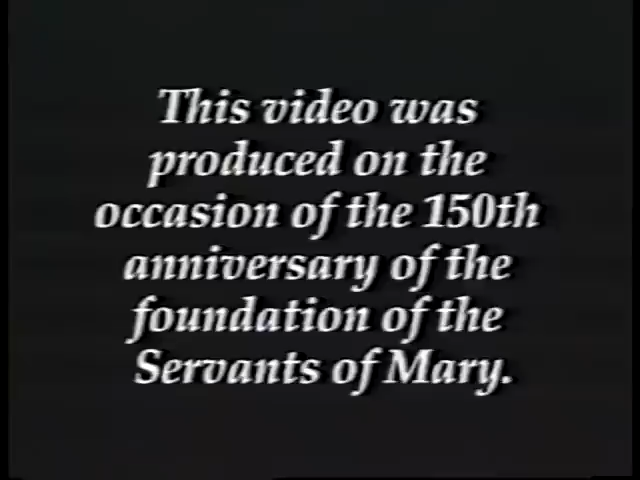 This video was
produced on the
occasion of the 150th
anniversary of the
foundation of the
Servants of Mary.